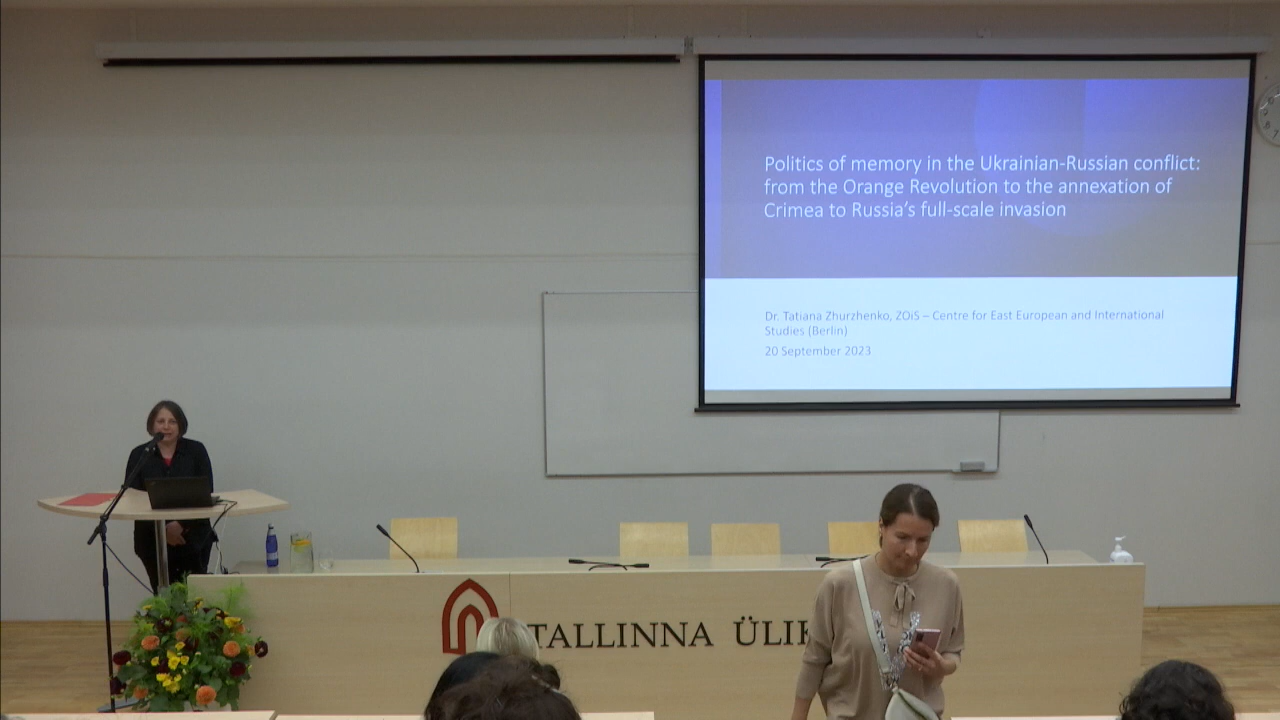 Politics of memory in the Ukrainian-Russian conflict:
from the Orange Revolution to the annexation of
Crimea to Russia's full-scale invasion
Dr. Tatiana Zhurzhenko, ZOiS – Centre for East European and International
Studies (Berlin)
20 September 2023
TALLINNA